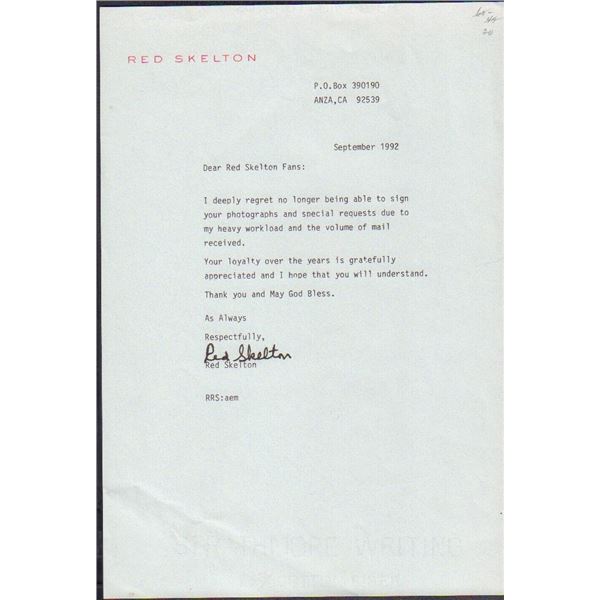 RED SKELTON
P.O.Box 390190
ANZA,CA 92539
September 1992
Dear Red Skelton Fans:
I deeply regret no longer being able to sign
your photographs and special requests due to
my heavy workload and the volume of mail
received.
Your loyalty over the years is gratefully
appreciated and I hope that you will understand.
Thank you and May God Bless.
As Always
Respectfully,
Red Skelton
Red Skelton
RRS:aem